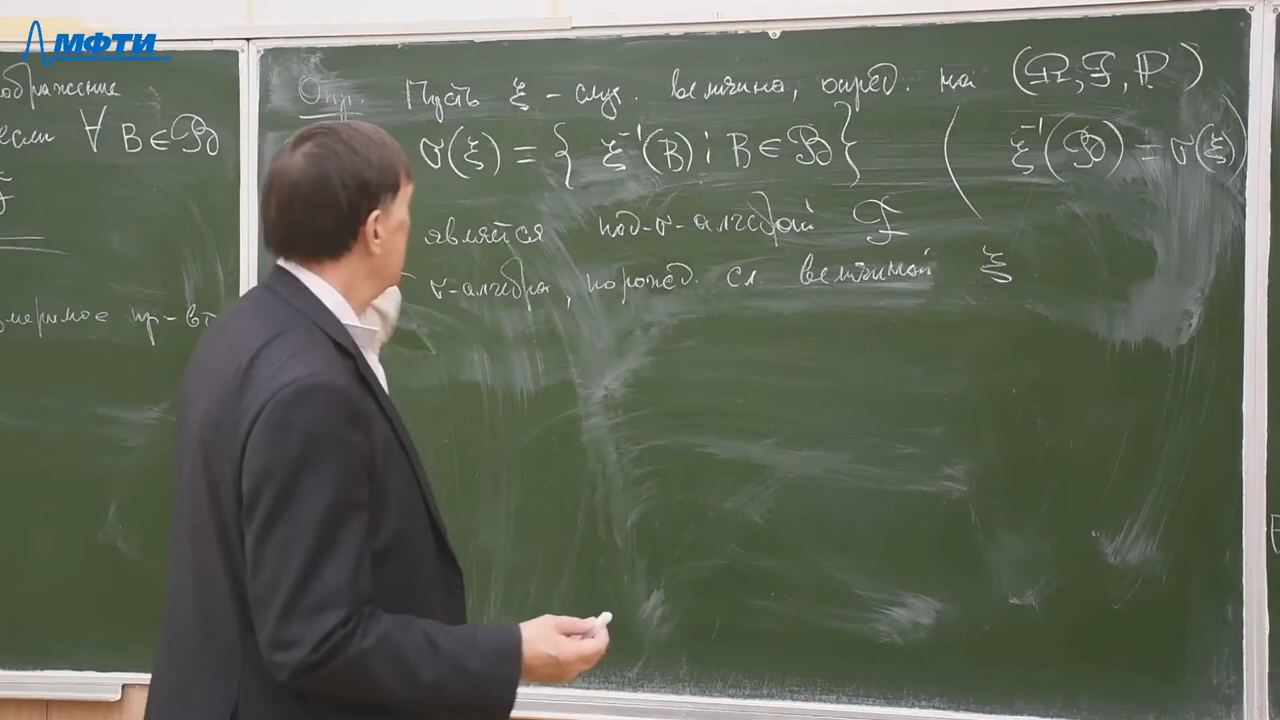 МФТИ
ображение
если ∀ B ∈ ℬ
F
измеримое пр-во
Опр. Пусть ξ - случ. величина, опред. на (Ω, F, P)
σ(ξ) = { ξ⁻¹(B) ; B ∈ ℬ } ( ξ⁻¹(ℬ) = σ(ξ) )
является под-σ-алгеброй F
σ-алгебра, порожд. сл. величиной ξ